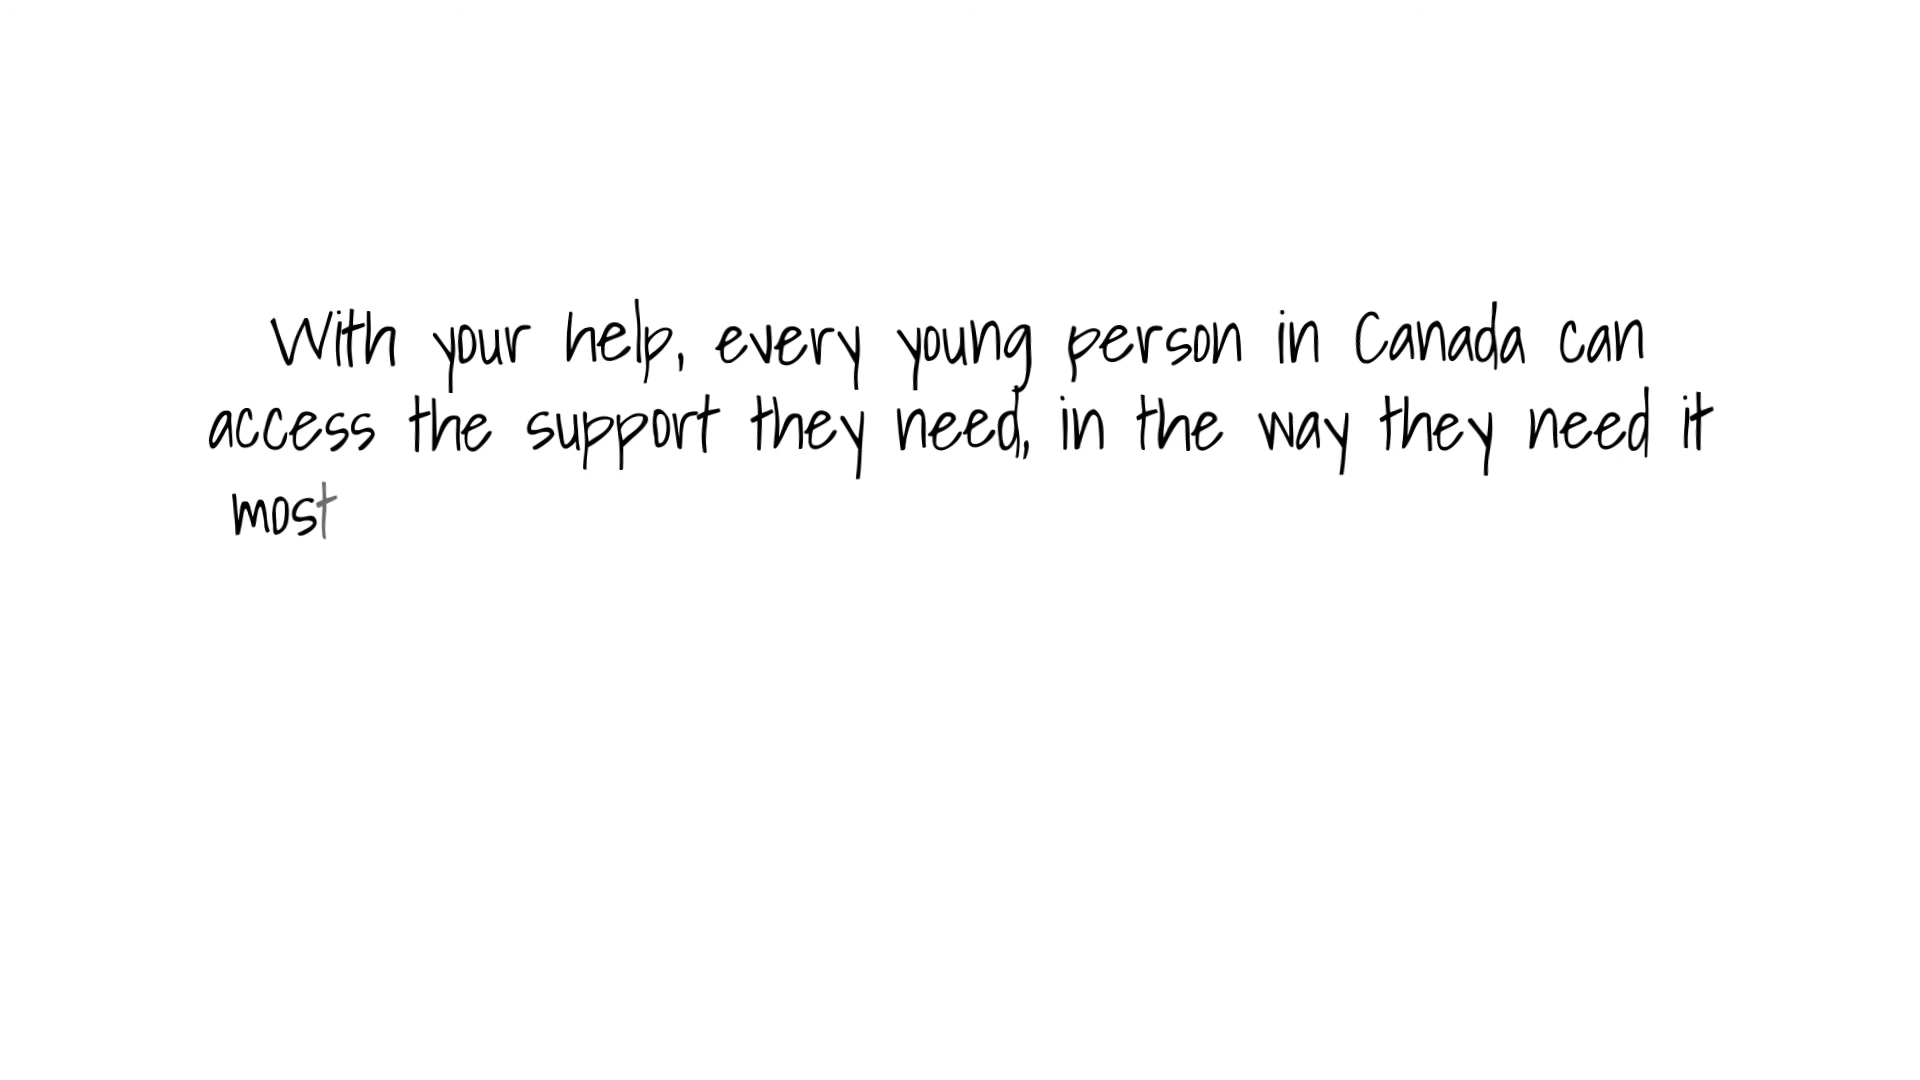 With your help, every young person in Canada can
access the support they need, in the way they need it
most